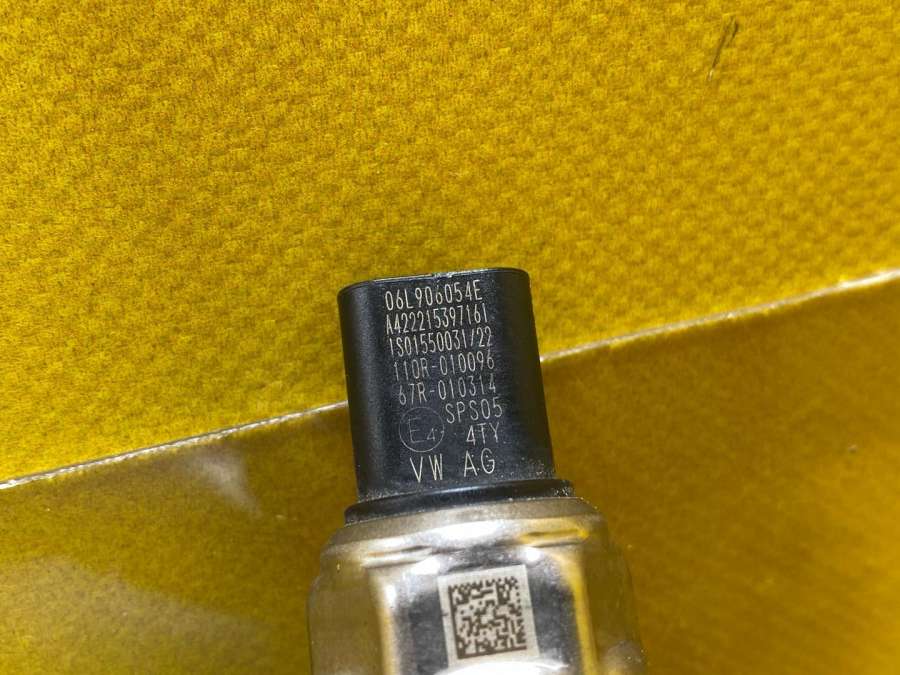 06L906054E
A422215397161
1S01550031/22
110R-010096
67R-010314
E4 SPS05
4TY
VW AG